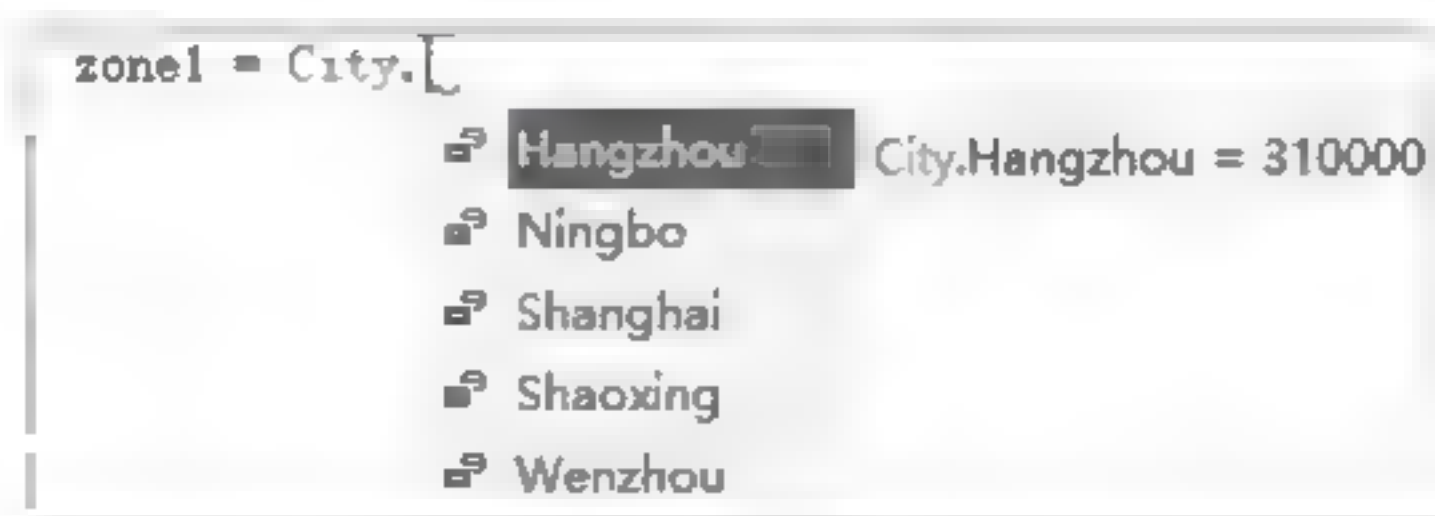 zone1 = City.
Hangzhou City.Hangzhou = 310000
Ningbo
Shanghai
Shaoxing
Wenzhou